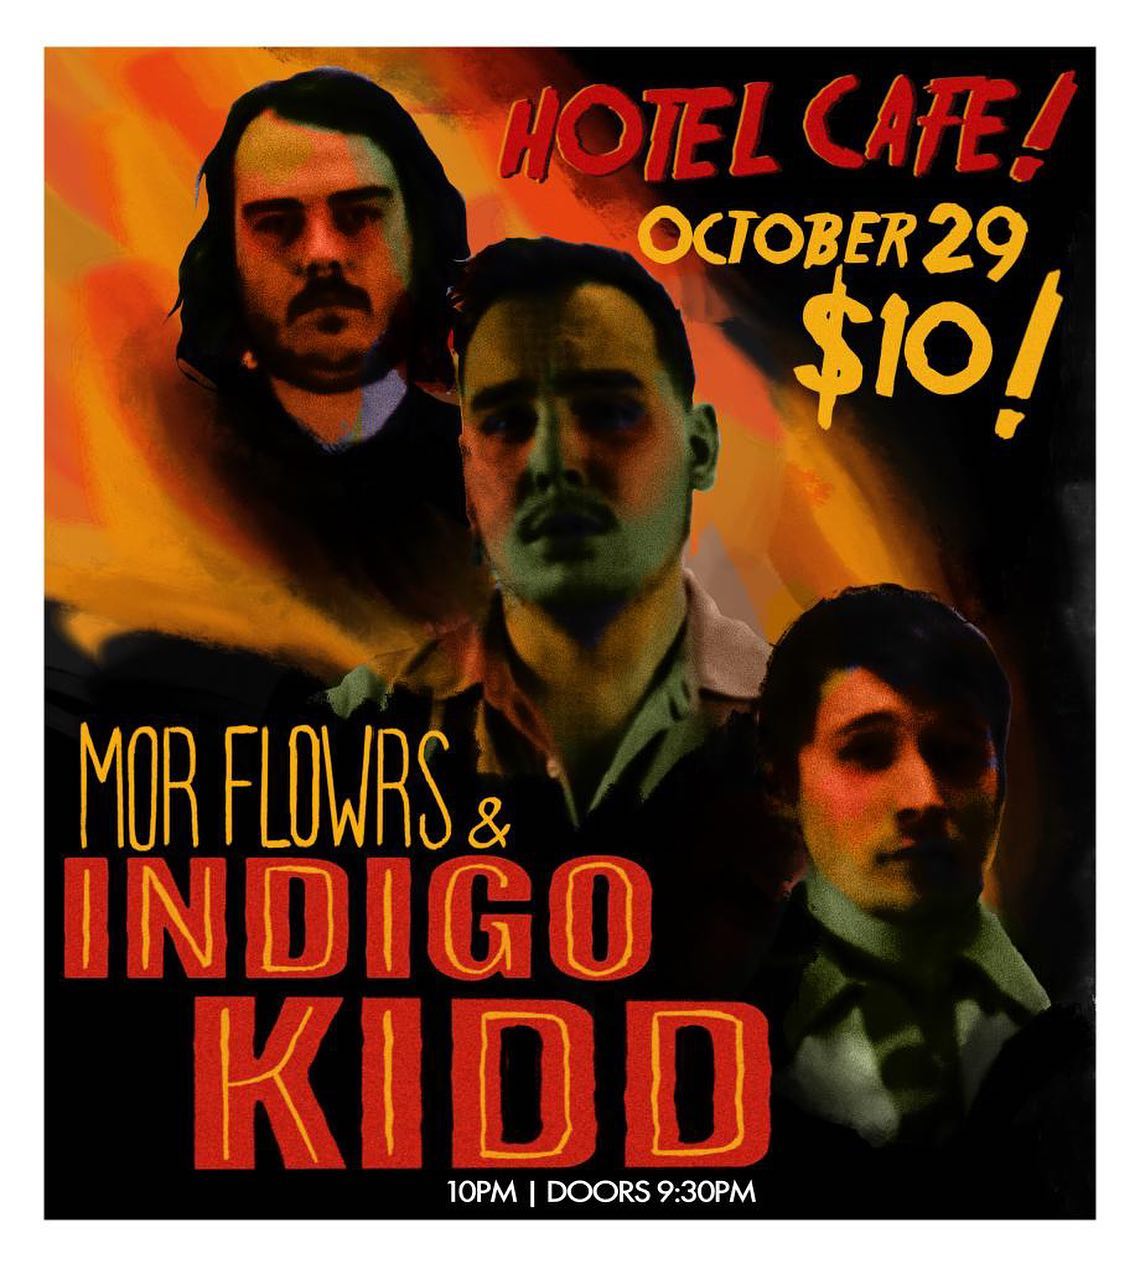 HOTEL CAFE!
OCTOBER 29
$10!
MOR FLOWRS &
INDIGO
KIDD
10PM | DOORS 9:30PM